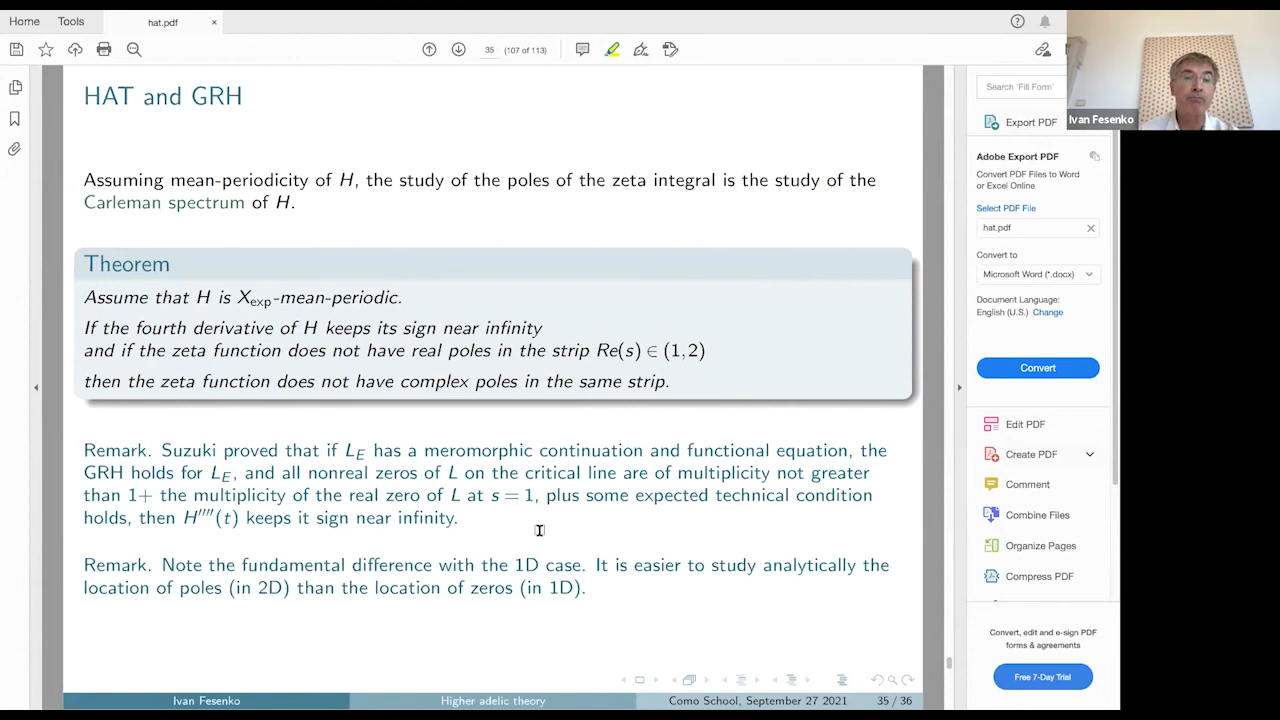 Home
Tools
hat.pdf
×
35
(107 of 113)
Ivan Fesenko
HAT and GRH
Assuming mean-periodicity of H, the study of the poles of the zeta integral is the study of the
Carleman spectrum of H.
Theorem
Assume that H is X_exp-mean-periodic.
If the fourth derivative of H keeps its sign near infinity
and if the zeta function does not have real poles in the strip Re(s) ∈ (1, 2)
then the zeta function does not have complex poles in the same strip.
Remark. Suzuki proved that if L_E has a meromorphic continuation and functional equation, the
GRH holds for L_E, and all nonreal zeros of L on the critical line are of multiplicity not greater
than 1+ the multiplicity of the real zero of L at s = 1, plus some expected technical condition
holds, then H''''(t) keeps it sign near infinity.
Remark. Note the fundamental difference with the 1D case. It is easier to study analytically the
location of poles (in 2D) than the location of zeros (in 1D).
Ivan Fesenko
Higher adelic theory
Como School, September 27 2021
35 / 36
Search 'Fill Form'
Export PDF
Adobe Export PDF
Convert PDF Files to Word
or Excel Online
Select PDF File
hat.pdf
Convert to
Microsoft Word (*.docx)
Document Language:
English (U.S.) Change
Convert
Edit PDF
Create PDF
Comment
Combine Files
Organize Pages
Compress PDF
Convert, edit and e-sign PDF
forms & agreements
Free 7-Day Trial